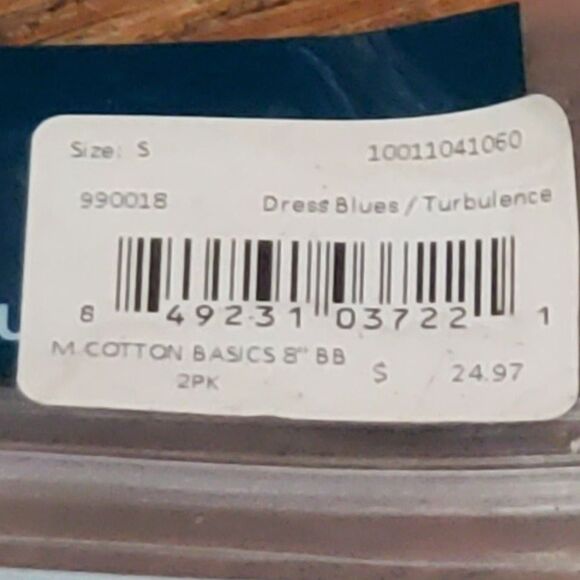 Size: S 10011041060
990018 Dress Blues / Turbulence
8 49231 03722 1
M COTTON BASICS 8" BB
2PK $ 24.97